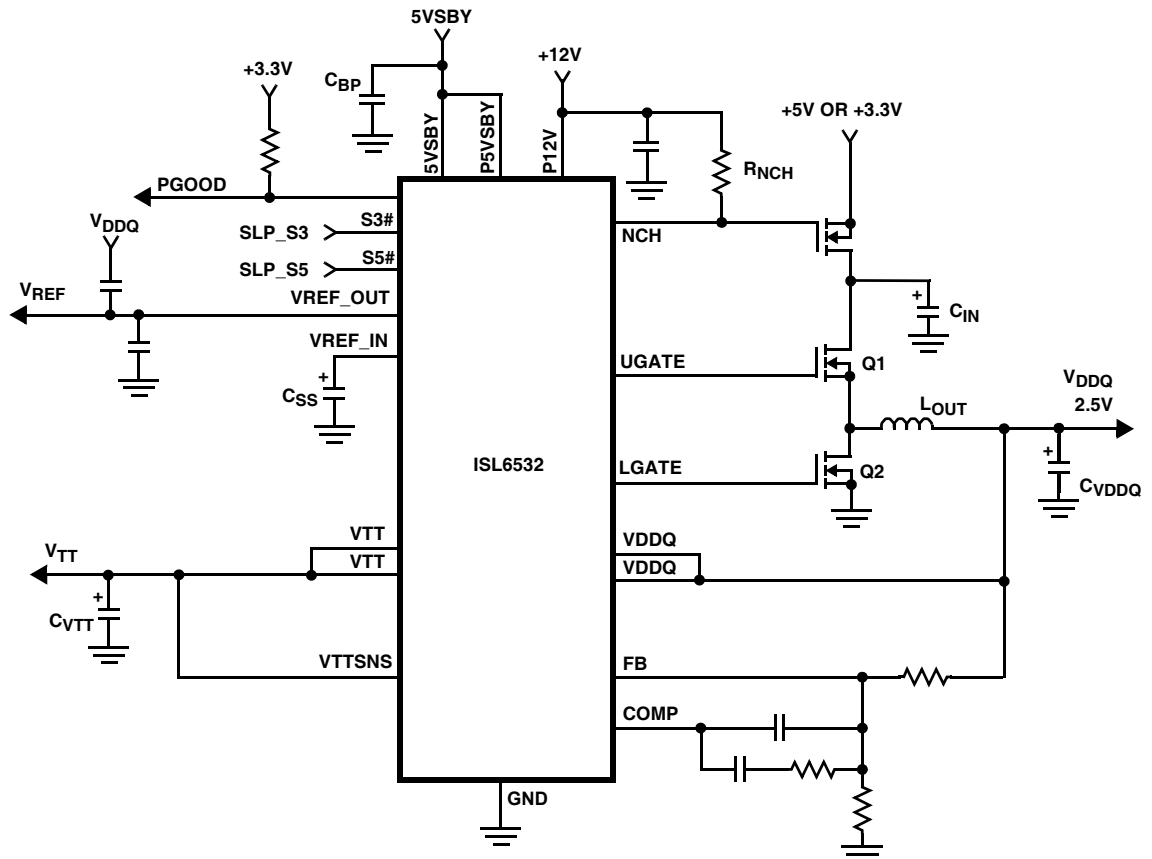 5VSBY
+12V
+3.3V
CBP
+5V OR +3.3V
5VSBY
P5VSBY
P12V
RNCH
PGOOD
VDDQ
S3#
SLP_S3
NCH
S5#
SLP_S5
VREF
VREF_OUT
+
CIN
VREF_IN
UGATE
Q1
+
CSS
VDDQ
2.5V
LOUT
ISL6532
LGATE
Q2
+
CVDDQ
VTT
VDDQ
VTT
VTT
VDDQ
+
CVTT
VTTSNS
FB
COMP
GND